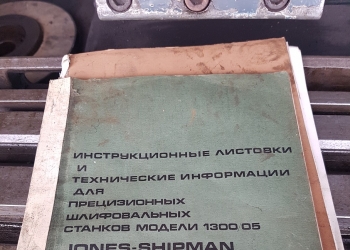 ИНСТРУКЦИОННЫЕ ЛИСТОВКИ
И
ТЕХНИЧЕСКИЕ ИНФОРМАЦИИ
ДЛЯ
ПРЕЦИЗИОННЫХ
ШЛИФОВАЛЬНЫХ
СТАНКОВ МОДЕЛИ 1300 05
JONES-SHIPMAN